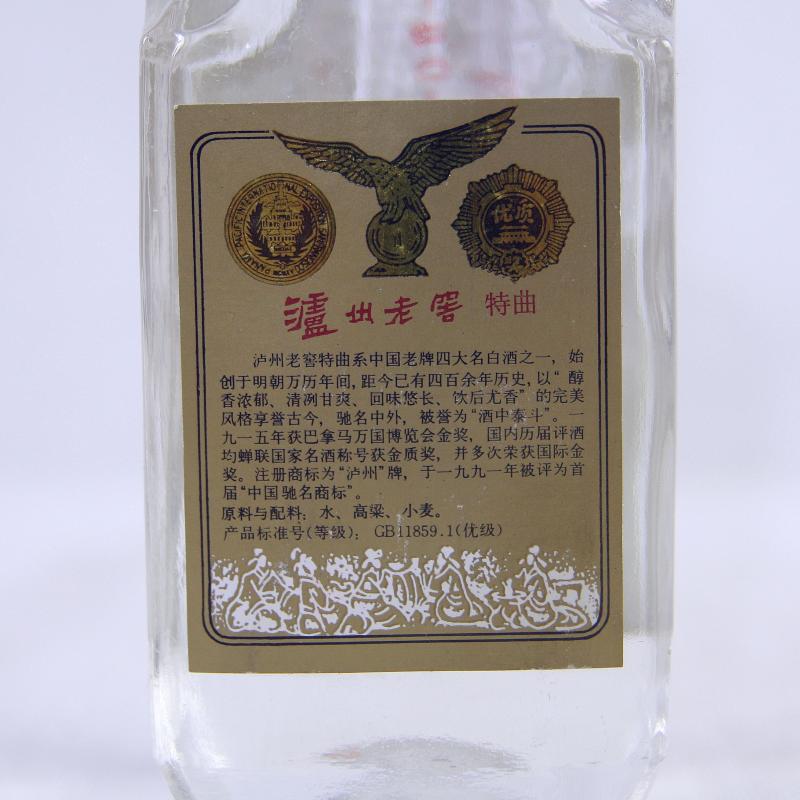 PANAMA PACIFIC INTERNATIONAL EXPOSITION
优质
泸州老窖 特曲
泸州老窖特曲系中国老牌四大名白酒之一，始
创于明朝万历年间，距今已有四百余年历史，以“醇
香浓郁、清冽甘爽、回味悠长、饮后尤香”的完美
风格享誉古今，驰名中外，被誉为“酒中泰斗”。一
九一五年获巴拿马万国博览会金奖，国内历届评酒
均蝉联国家名酒称号获金质奖，并多次荣获国际金
奖。注册商标为“泸州”牌，于一九九一年被评为首
届“中国驰名商标”。
原料与配料：水、高粱、小麦。
产品标准号(等级)：GB11859.1(优级)